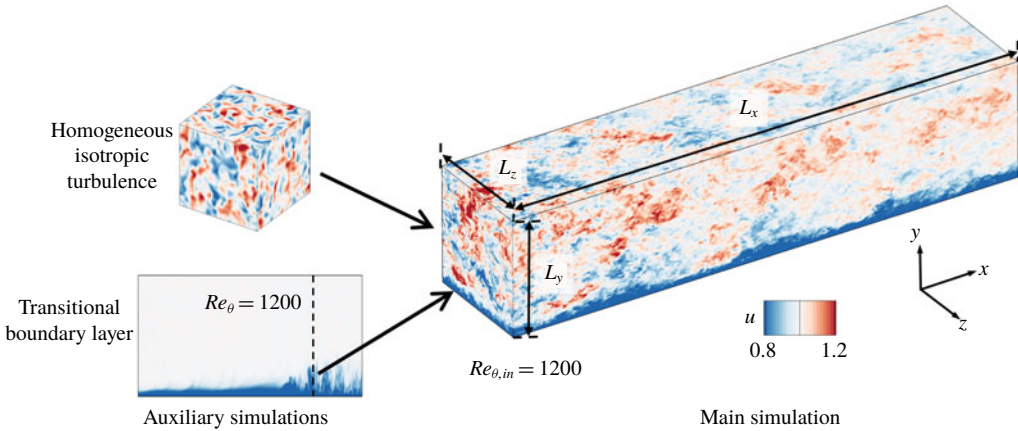 Homogeneous
isotropic
turbulence
Transitional
boundary layer
Re_θ = 1200
Auxiliary simulations
L_x
L_z
L_y
Re_{θ,in} = 1200
u
0.8
1.2
y
x
z
Main simulation